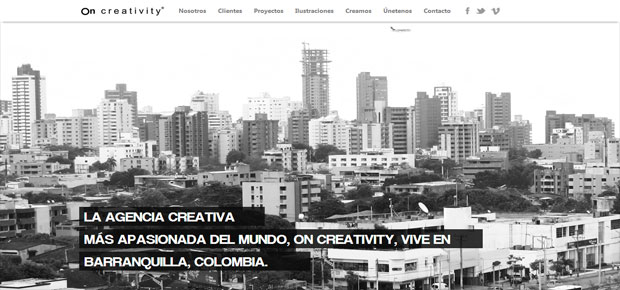 On creativity® Nosotros Clientes Proyectos Ilustraciones Creamos Únetenos Contacto
LA AGENCIA CREATIVA
MÁS APASIONADA DEL MUNDO, ON CREATIVITY, VIVE EN
BARRANQUILLA, COLOMBIA.